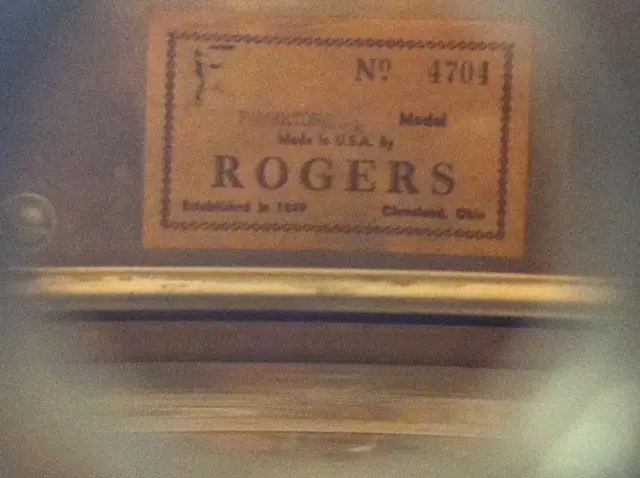 Nº 4704
Model
Made in U.S.A. By
ROGERS
Established in 1849 Cleveland, Ohio